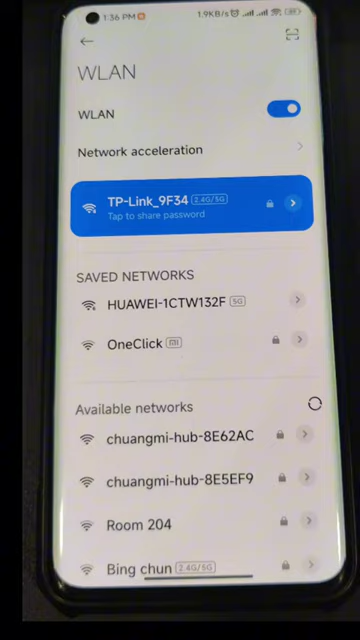 1:36 PM 1.9KB/s
WLAN
WLAN
Network acceleration
TP-Link_9F34 2.4G/5G
Tap to share password
SAVED NETWORKS
HUAWEI-1CTW132F 5G
OneClick MI
Available networks
chuangmi-hub-8E62AC
chuangmi-hub-8E5EF9
Room 204
Bing chun 2.4G/5G